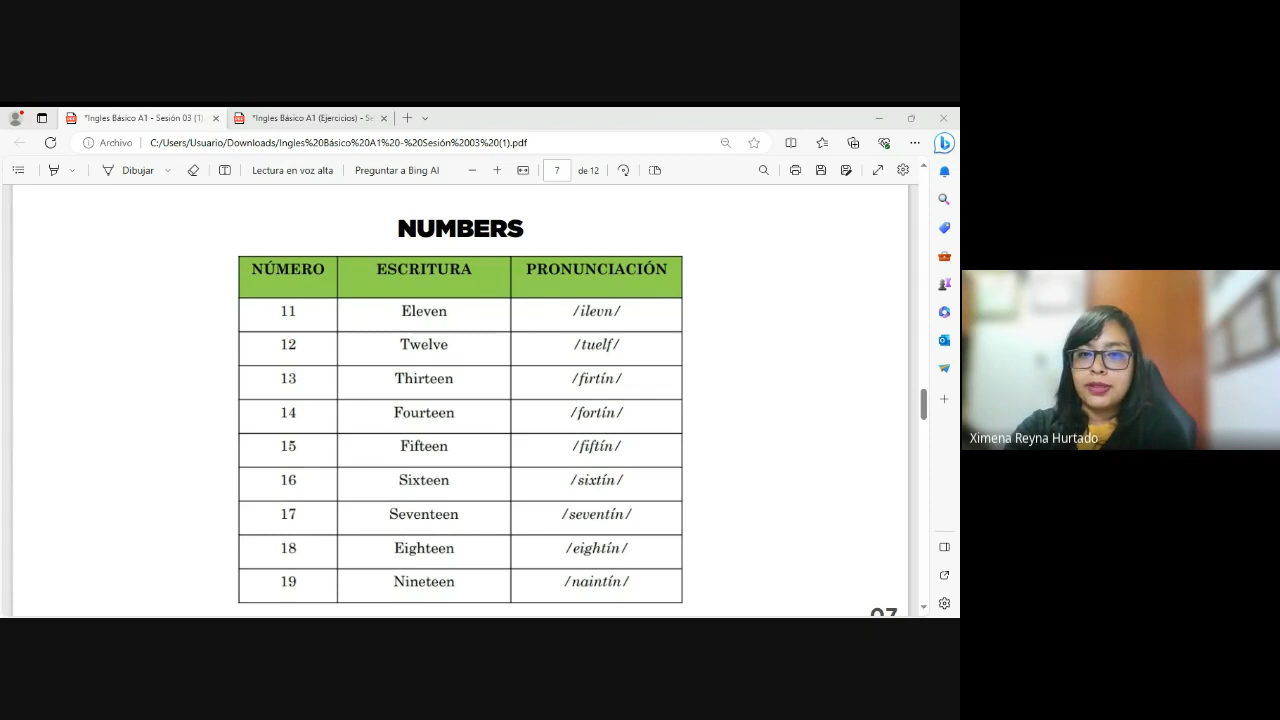 *Ingles Básico A1 - Sesión 03 (1)
*Ingles Básico A1 (Ejercicios) - Se
Archivo
C:/Users/Usuario/Downloads/Ingles%20Básico%20A1%20-%20Sesión%2003%20(1).pdf
Dibujar
Lectura en voz alta
Preguntar a Bing AI
7
de 12
NUMBERS
NÚMERO ESCRITURA PRONUNCIACIÓN
11 Eleven /ilevn/
12 Twelve /tuelf/
13 Thirteen /firtín/
14 Fourteen /fortín/
15 Fifteen /fiftín/
16 Sixteen /sixtín/
17 Seventeen /seventín/
18 Eighteen /eightín/
19 Nineteen /naintín/
07
Ximena Reyna Hurtado